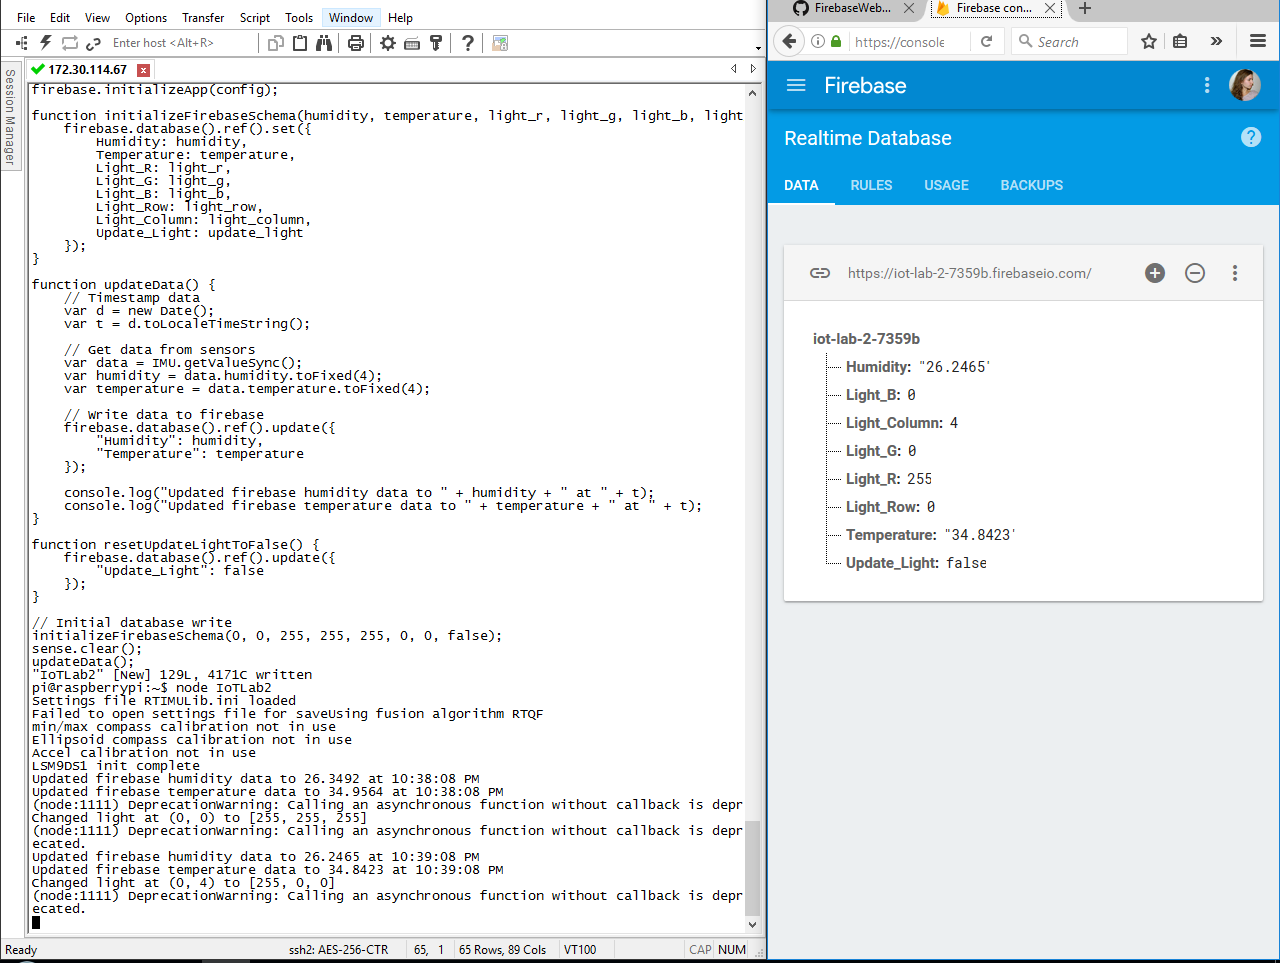 File Edit View Options Transfer Script Tools Window Help
Enter host <Alt+R>
Session Manager
172.30.114.67
firebase.initializeApp(config);
function initializeFirebaseSchema(humidity, temperature, light_r, light_g, light_b, light
    firebase.database().ref().set({
        Humidity: humidity,
        Temperature: temperature,
        Light_R: light_r,
        Light_G: light_g,
        Light_B: light_b,
        Light_Row: light_row,
        Light_Column: light_column,
        Update_Light: update_light
    });
}
function updateData() {
    // Timestamp data
    var d = new Date();
    var t = d.toLocaleTimeString();
    // Get data from sensors
    var data = IMU.getValueSync();
    var humidity = data.humidity.toFixed(4);
    var temperature = data.temperature.toFixed(4);
    // Write data to firebase
    firebase.database().ref().update({
        "Humidity": humidity,
        "Temperature": temperature
    });
    console.log("Updated firebase humidity data to " + humidity + " at " + t);
    console.log("Updated firebase temperature data to " + temperature + " at " + t);
}
function resetUpdateLightToFalse() {
    firebase.database().ref().update({
        "Update_Light": false
    });
}
// Initial database write
initializeFirebaseSchema(0, 0, 255, 255, 255, 0, 0, false);
sense.clear();
updateData();
"IoTLab2" [New] 129L, 4171C written
pi@raspberrypi:~$ node IoTLab2
Settings file RTIMULib.ini loaded
Failed to open settings file for saveUsing fusion algorithm RTQF
min/max compass calibration not in use
Ellipsoid compass calibration not in use
Accel calibration not in use
LSM9DS1 init complete
Updated firebase humidity data to 26.3492 at 10:38:08 PM
Updated firebase temperature data to 34.9564 at 10:38:08 PM
(node:1111) DeprecationWarning: Calling an asynchronous function without callback is depr
Changed light at (0, 0) to [255, 255, 255]
(node:1111) DeprecationWarning: Calling an asynchronous function without callback is depr
ecated.
Updated firebase humidity data to 26.2465 at 10:39:08 PM
Updated firebase temperature data to 34.8423 at 10:39:08 PM
Changed light at (0, 4) to [255, 0, 0]
(node:1111) DeprecationWarning: Calling an asynchronous function without callback is depr
ecated.
Ready ssh2: AES-256-CTR 65, 1 65 Rows, 89 Cols VT100 CAP NUM
FirebaseWeb... Firebase con...
https://console Search
Firebase
Realtime Database
DATA RULES USAGE BACKUPS
https://iot-lab-2-7359b.firebaseio.com/
iot-lab-2-7359b
Humidity: "26.2465"
Light_B: 0
Light_Column: 4
Light_G: 0
Light_R: 255
Light_Row: 0
Temperature: "34.8423"
Update_Light: false